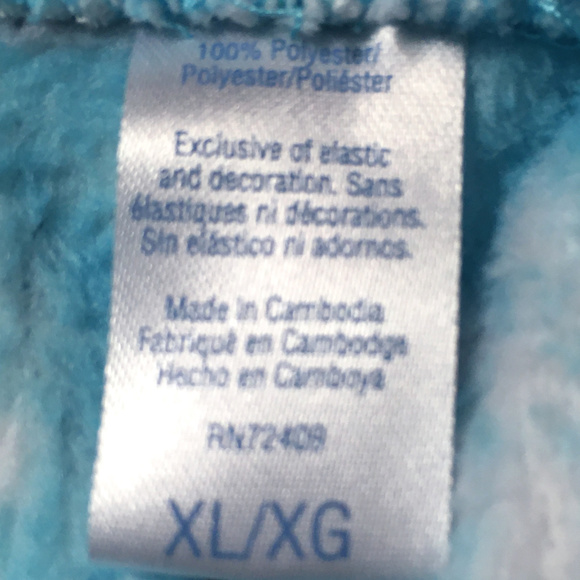 100% Polyester/
Polyester/Poliéster
Exclusive of elastic
and decoration. Sans
élastiques ni décorations.
Sin elástico ni adornos.
Made in Cambodia
Fabriqué en Cambodge
Hecho en Camboya
RN72409
XL/XG